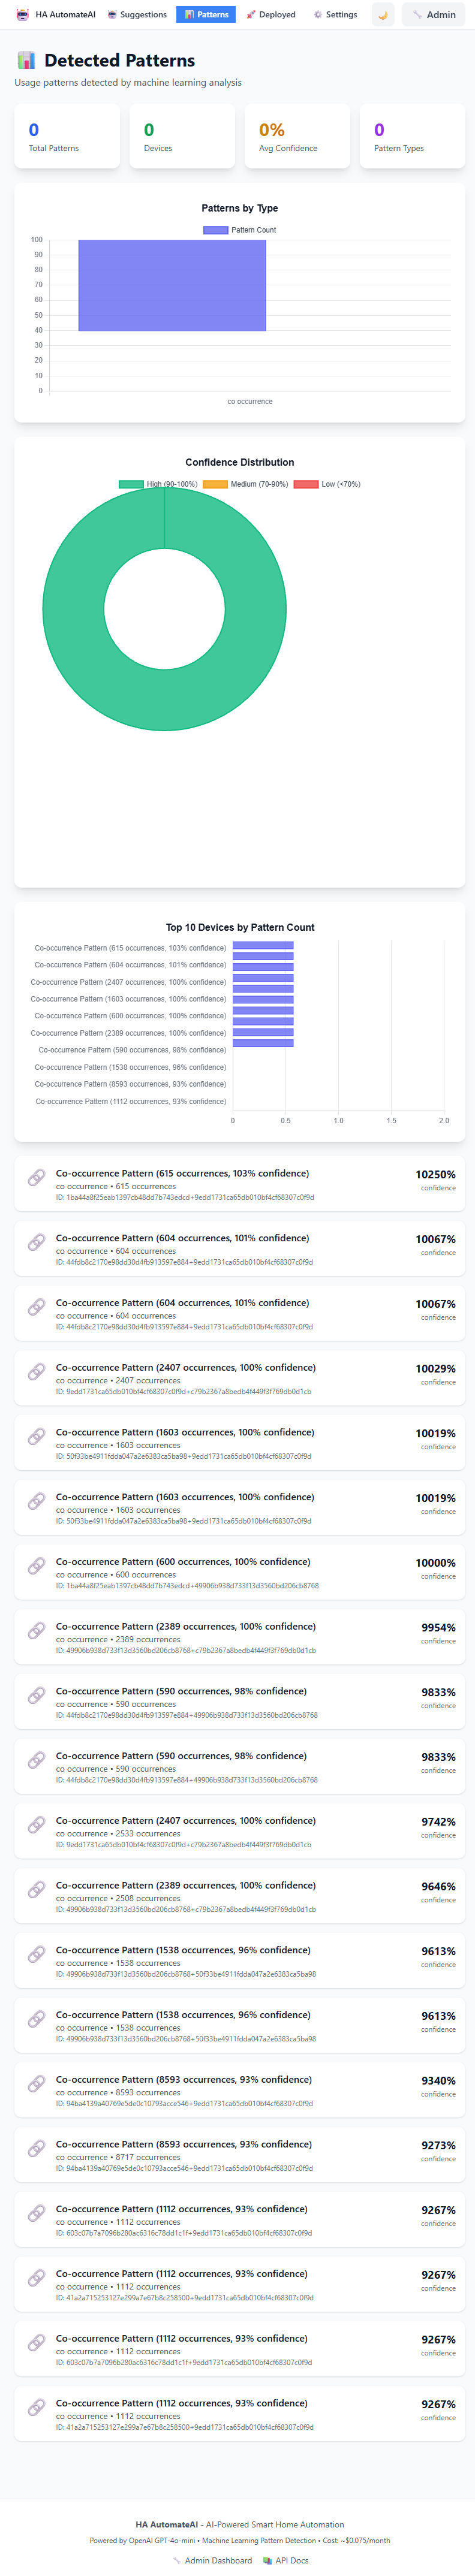 HA AutomateAI
Suggestions
Patterns
Deployed
Settings
Admin
Detected Patterns
Usage patterns detected by machine learning analysis
0
Total Patterns
0
Devices
0%
Avg Confidence
0
Pattern Types
Patterns by Type
Pattern Count
100
90
80
70
60
50
40
30
20
10
0
co occurrence
Confidence Distribution
High (90-100%)
Medium (70-90%)
Low (<70%)
Top 10 Devices by Pattern Count
Co-occurrence Pattern (615 occurrences, 103% confidence)
Co-occurrence Pattern (604 occurrences, 101% confidence)
Co-occurrence Pattern (2407 occurrences, 100% confidence)
Co-occurrence Pattern (1603 occurrences, 100% confidence)
Co-occurrence Pattern (600 occurrences, 100% confidence)
Co-occurrence Pattern (2389 occurrences, 100% confidence)
Co-occurrence Pattern (590 occurrences, 98% confidence)
Co-occurrence Pattern (1538 occurrences, 96% confidence)
Co-occurrence Pattern (8593 occurrences, 93% confidence)
Co-occurrence Pattern (1112 occurrences, 93% confidence)
0 0.5 1.0 1.5 2.0
Co-occurrence Pattern (615 occurrences, 103% confidence)
co occurrence • 615 occurrences
ID: 1ba44a8f25eab1397cb48dd7b743edcd+9edd1731ca65db010bf4cf68307c0f9d
10250%
confidence
Co-occurrence Pattern (604 occurrences, 101% confidence)
co occurrence • 604 occurrences
ID: 44fdb8c2170e98dd30d4fb913597e884+9edd1731ca65db010bf4cf68307c0f9d
10067%
confidence
Co-occurrence Pattern (604 occurrences, 101% confidence)
co occurrence • 604 occurrences
ID: 44fdb8c2170e98dd30d4fb913597e884+9edd1731ca65db010bf4cf68307c0f9d
10067%
confidence
Co-occurrence Pattern (2407 occurrences, 100% confidence)
co occurrence • 2407 occurrences
ID: 9edd1731ca65db010bf4cf68307c0f9d+c79b2367a8bedb4f449f3f769db0d1cb
10029%
confidence
Co-occurrence Pattern (1603 occurrences, 100% confidence)
co occurrence • 1603 occurrences
ID: 50f33be4911fdda047a2e6383ca5ba98+9edd1731ca65db010bf4cf68307c0f9d
10019%
confidence
Co-occurrence Pattern (1603 occurrences, 100% confidence)
co occurrence • 1603 occurrences
ID: 50f33be4911fdda047a2e6383ca5ba98+9edd1731ca65db010bf4cf68307c0f9d
10019%
confidence
Co-occurrence Pattern (600 occurrences, 100% confidence)
co occurrence • 600 occurrences
ID: 1ba44a8f25eab1397cb48dd7b743edcd+49906b938d733f13d3560bd206cb8768
10000%
confidence
Co-occurrence Pattern (2389 occurrences, 100% confidence)
co occurrence • 2389 occurrences
ID: 49906b938d733f13d3560bd206cb8768+c79b2367a8bedb4f449f3f769db0d1cb
9954%
confidence
Co-occurrence Pattern (590 occurrences, 98% confidence)
co occurrence • 590 occurrences
ID: 44fdb8c2170e98dd30d4fb913597e884+49906b938d733f13d3560bd206cb8768
9833%
confidence
Co-occurrence Pattern (590 occurrences, 98% confidence)
co occurrence • 590 occurrences
ID: 44fdb8c2170e98dd30d4fb913597e884+49906b938d733f13d3560bd206cb8768
9833%
confidence
Co-occurrence Pattern (2407 occurrences, 100% confidence)
co occurrence • 2533 occurrences
ID: 9edd1731ca65db010bf4cf68307c0f9d+c79b2367a8bedb4f449f3f769db0d1cb
9742%
confidence
Co-occurrence Pattern (2389 occurrences, 100% confidence)
co occurrence • 2508 occurrences
ID: 49906b938d733f13d3560bd206cb8768+c79b2367a8bedb4f449f3f769db0d1cb
9646%
confidence
Co-occurrence Pattern (1538 occurrences, 96% confidence)
co occurrence • 1538 occurrences
ID: 49906b938d733f13d3560bd206cb8768+50f33be4911fdda047a2e6383ca5ba98
9613%
confidence
Co-occurrence Pattern (1538 occurrences, 96% confidence)
co occurrence • 1538 occurrences
ID: 49906b938d733f13d3560bd206cb8768+50f33be4911fdda047a2e6383ca5ba98
9613%
confidence
Co-occurrence Pattern (8593 occurrences, 93% confidence)
co occurrence • 8593 occurrences
ID: 94ba4139a40769e5de0c10793acce546+9edd1731ca65db010bf4cf68307c0f9d
9340%
confidence
Co-occurrence Pattern (8593 occurrences, 93% confidence)
co occurrence • 8717 occurrences
ID: 94ba4139a40769e5de0c10793acce546+9edd1731ca65db010bf4cf68307c0f9d
9273%
confidence
Co-occurrence Pattern (1112 occurrences, 93% confidence)
co occurrence • 1112 occurrences
ID: 603c07b7a7096b280ac6316c78dd1c1f+9edd1731ca65db010bf4cf68307c0f9d
9267%
confidence
Co-occurrence Pattern (1112 occurrences, 93% confidence)
co occurrence • 1112 occurrences
ID: 41a2a715253127e299a7e67b8c258500+9edd1731ca65db010bf4cf68307c0f9d
9267%
confidence
Co-occurrence Pattern (1112 occurrences, 93% confidence)
co occurrence • 1112 occurrences
ID: 603c07b7a7096b280ac6316c78dd1c1f+9edd1731ca65db010bf4cf68307c0f9d
9267%
confidence
Co-occurrence Pattern (1112 occurrences, 93% confidence)
co occurrence • 1112 occurrences
ID: 41a2a715253127e299a7e67b8c258500+9edd1731ca65db010bf4cf68307c0f9d
9267%
confidence
HA AutomateAI - AI-Powered Smart Home Automation
Powered by OpenAI GPT-4o-mini • Machine Learning Pattern Detection • Cost: ~$0.075/month
Admin Dashboard
API Docs